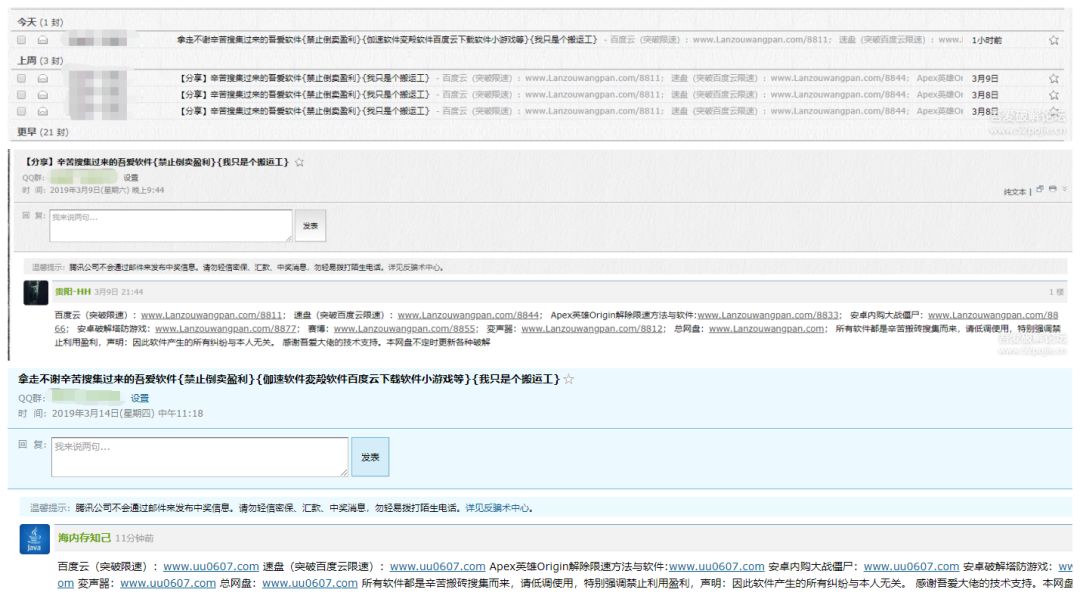 今天 (1 封)
拿走不谢辛苦搜集过来的吾爱软件{禁止倒卖盈利}{伽速软件変殸软件百度云下载软件小游戏等}{我只是个搬运工} - 百度云（突破限速）: www.Lanzouwangpan.com/8811; 速盘（突破百度云限速）: www. 1小时前
上周 (3 封)
【分享】辛苦搜集过来的吾爱软件{禁止倒卖盈利}{我只是个搬运工} - 百度云（突破限速）: www.Lanzouwangpan.com/8811; 速盘（突破百度云限速）: www.Lanzouwangpan.com/8844; Apex英雄Or 3月9日
【分享】辛苦搜集过来的吾爱软件{禁止倒卖盈利}{我只是个搬运工} - 百度云（突破限速）: www.Lanzouwangpan.com/8811; 速盘（突破百度云限速）: www.Lanzouwangpan.com/8844; Apex英雄Or 3月8日
【分享】辛苦搜集过来的吾爱软件{禁止倒卖盈利}{我只是个搬运工} - 百度云（突破限速）: www.Lanzouwangpan.com/8811; 速盘（突破百度云限速）: www.Lanzouwangpan.com/8844; Apex英雄Or 3月8日
吾爱破解论坛
更早 (21 封)
www.52pojie.cn
【分享】辛苦搜集过来的吾爱软件{禁止倒卖盈利}{我只是个搬运工}
QQ群: 设置
时 间: 2019年3月9日(星期六) 晚上9:44
纯文本 |
回 复: 我来说两句...
发表
温馨提示: 腾讯公司不会通过邮件来发布中奖信息。请勿轻信密保、汇款、中奖消息，勿轻易拨打陌生电话。详见反骗术中心。
贵阳-HH 3月9日 21:44 1 楼
百度云（突破限速）: www.Lanzouwangpan.com/8811; 速盘（突破百度云限速）: www.Lanzouwangpan.com/8844; Apex英雄Origin解除限速方法与软件:www.Lanzouwangpan.com/8833; 安卓内购大战僵尸: www.Lanzouwangpan.com/88
66; 安卓破解塔防游戏: www.Lanzouwangpan.com/8877; 赛博: www.Lanzouwangpan.com/8855; 变声器: www.Lanzouwangpan.com/8812; 总网盘: www.Lanzouwangpan.com; 所有软件都是辛苦搬砖搜集而来，请低调使用，特别强调禁
止利用盈利，声明: 因此软件产生的所有纠纷与本人无关。 感谢吾爱大佬的技术支持。本网盘不定时更新各种破解
吾爱破解论坛
www.52pojie.cn
拿走不谢辛苦搜集过来的吾爱软件{禁止倒卖盈利}{伽速软件変殸软件百度云下载软件小游戏等}{我只是个搬运工}
QQ群: 设置
时 间: 2019年3月14日(星期四) 中午11:18
回 复: 我来说两句...
发表
温馨提示: 腾讯公司不会通过邮件来发布中奖信息。请勿轻信密保、汇款、中奖消息，勿轻易拨打陌生电话。详见反骗术中心。
Java
海内存知己 11分钟前
百度云（突破限速）: www.uu0607.com 速盘（突破百度云限速）: www.uu0607.com Apex英雄Origin解除限速方法与软件:www.uu0607.com 安卓内购大战僵尸: www.uu0607.com 安卓破解塔防游戏: ww
om 变声器: www.uu0607.com 总网盘: www.uu0607.com 所有软件都是辛苦搬砖搜集而来，请低调使用，特别强调禁止利用盈利，声明: 因此软件产生的所有纠纷与本人无关。 感谢吾爱大佬的技术支持。本网盘